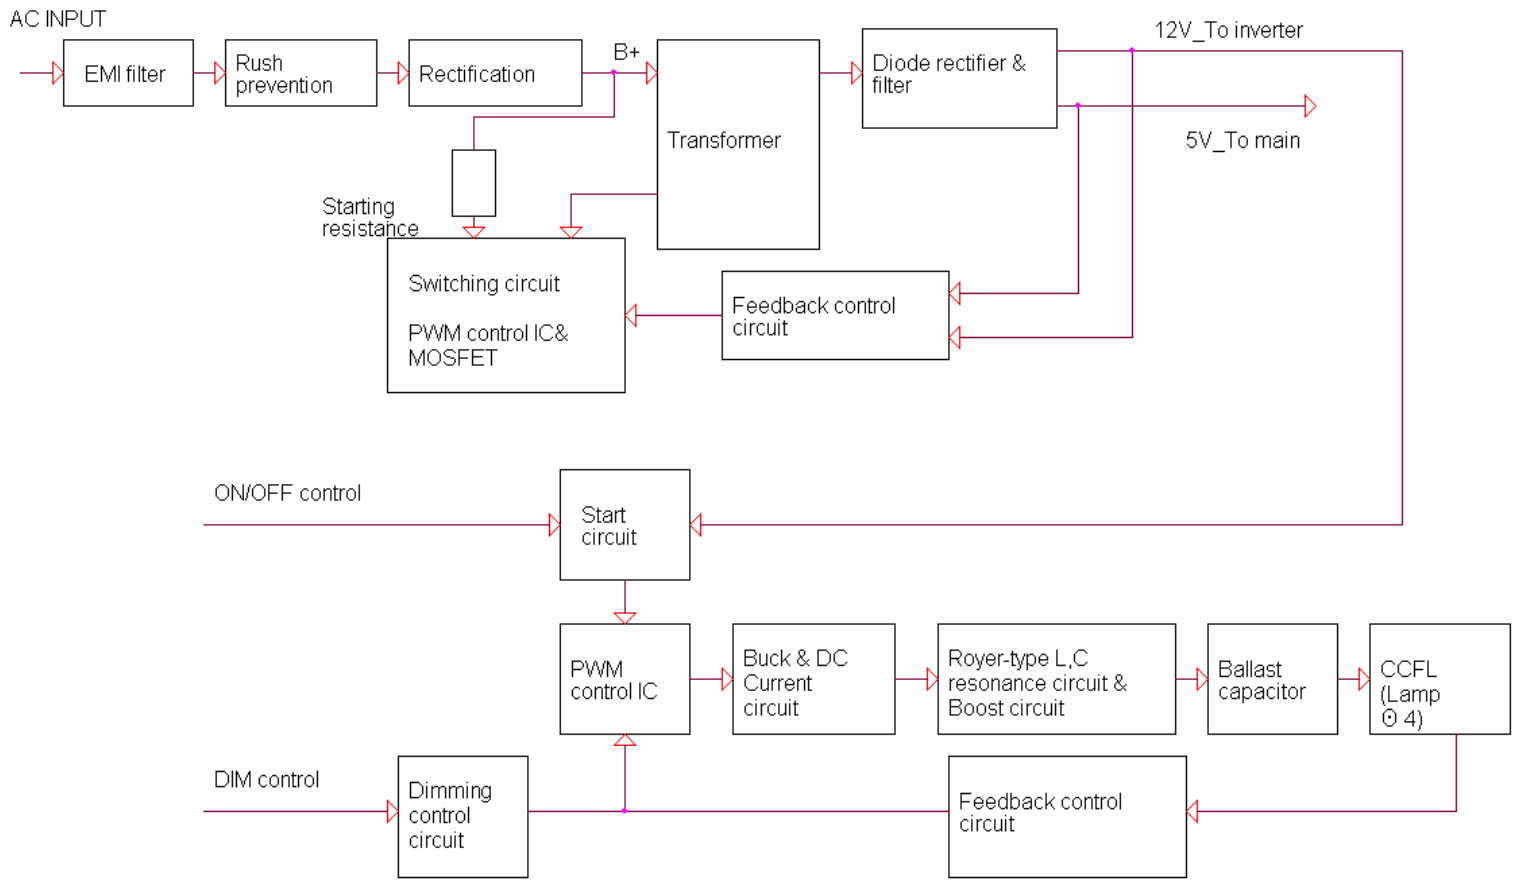 AC INPUT
EMI filter
Rush
prevention
Rectification
B+
Transformer
Diode rectifier &
filter
12V_To inverter
5V_To main
Starting
resistance
Switching circuit
PWM control IC&
MOSFET
Feedback control
circuit
ON/OFF control
Start
circuit
PWM
control IC
Buck & DC
Current
circuit
Royer-type L,C
resonance circuit &
Boost circuit
Ballast
capacitor
CCFL
(Lamp
⊙ 4)
DIM control
Dimming
control
circuit
Feedback control
circuit